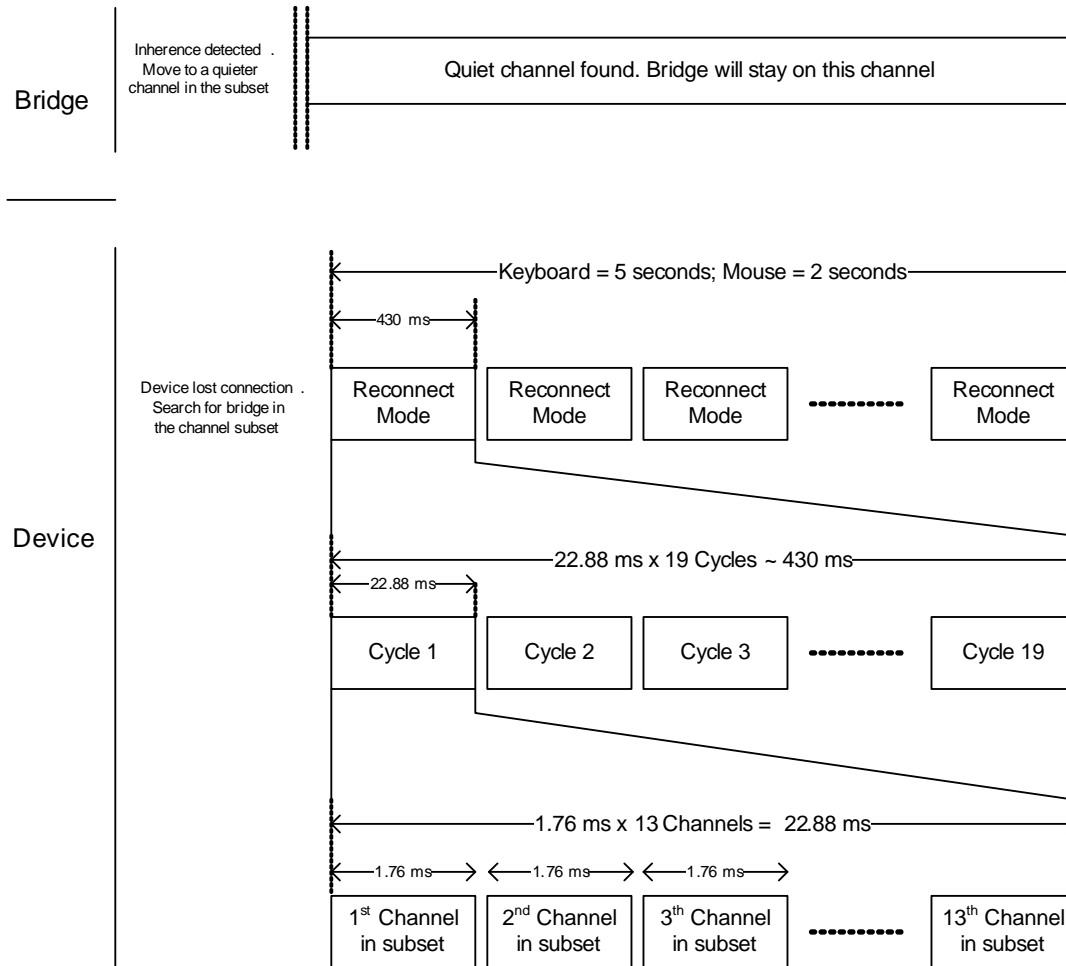 Bridge
Inherence detected .
Move to a quieter
channel in the subset
Quiet channel found. Bridge will stay on this channel
Device
Keyboard = 5 seconds; Mouse = 2 seconds
430 ms
Device lost connection .
Search for bridge in
the channel subset
Reconnect
Mode
Reconnect
Mode
Reconnect
Mode
Reconnect
Mode
22.88 ms x 19 Cycles ~ 430 ms
22.88 ms
Cycle 1
Cycle 2
Cycle 3
Cycle 19
1.76 ms x 13 Channels = 22.88 ms
1.76 ms
1.76 ms
1.76 ms
1st Channel
in subset
2nd Channel
in subset
3th Channel
in subset
13th Channel
in subset